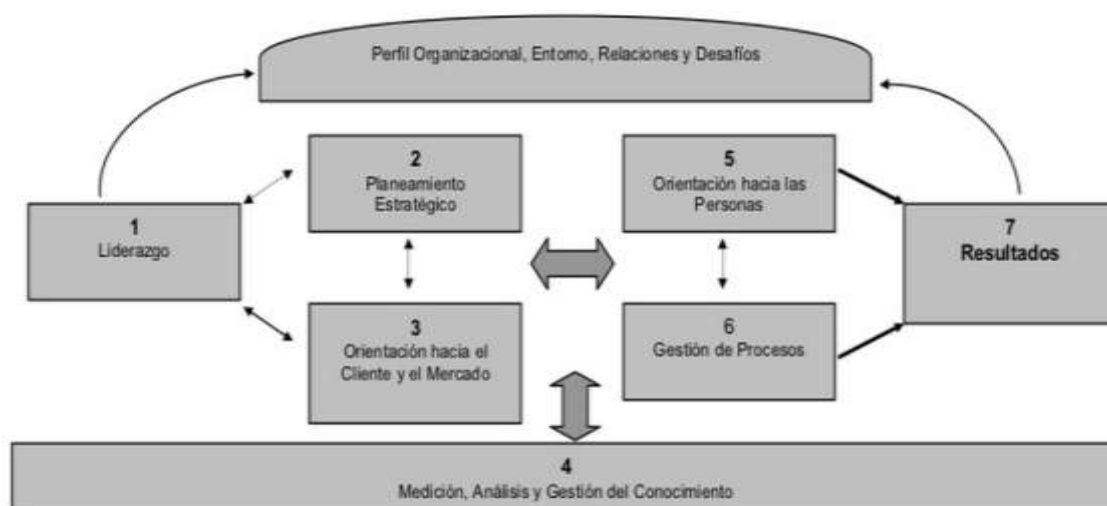 Perfil Organizacional, Entorno, Relaciones y Desafíos
2
Planeamiento
Estratégico
5
Orientación hacia las
Personas
1
Liderazgo
7
Resultados
3
Orientación hacia el
Cliente y el Mercado
6
Gestión de Procesos
4
Medición, Análisis y Gestión del Conocimiento